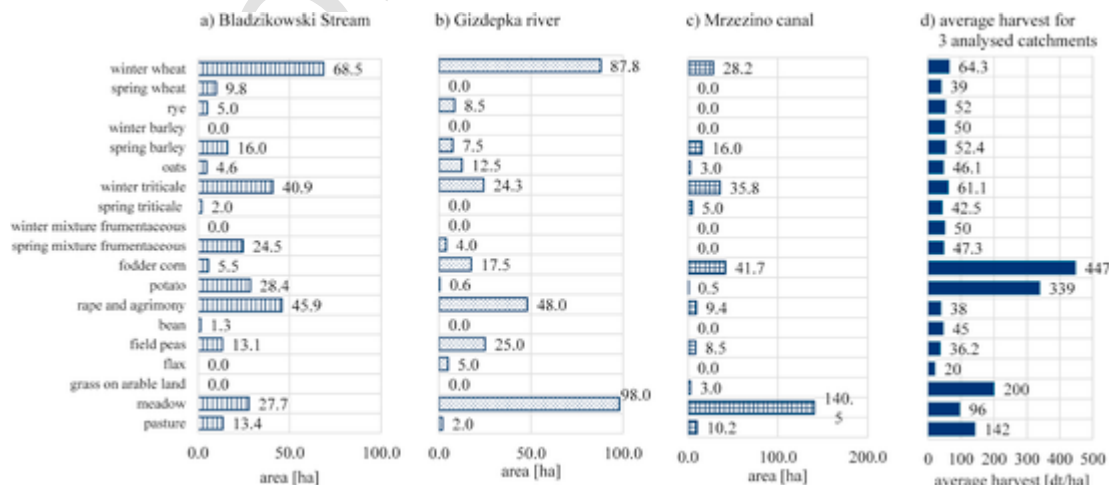 a) Bladzikowski Stream b) Gizdepka river c) Mrzezino canal d) average harvest for
3 analysed catchments
winter wheat 68.5 87.8 28.2 64.3
spring wheat 9.8 0.0 0.0 39
rye 5.0 8.5 0.0 52
winter barley 0.0 0.0 0.0 50
spring barley 16.0 7.5 16.0 52.4
oats 4.6 12.5 3.0 46.1
winter triticale 40.9 24.3 35.8 61.1
spring triticale 2.0 0.0 5.0 42.5
winter mixture frumentaceous 0.0 0.0 0.0 50
spring mixture frumentaceous 24.5 4.0 0.0 47.3
fodder corn 5.5 17.5 41.7 447
potato 28.4 0.6 0.5 339
rape and agrimony 45.9 48.0 9.4 38
bean 1.3 0.0 0.0 45
field peas 13.1 25.0 8.5 36.2
flax 0.0 5.0 0.0 20
grass on arable land 0.0 0.0 3.0 200
meadow 27.7 98.0 140.5 96
pasture 13.4 2.0 10.2 142
0.0 50.0 100.0 0.0 50.0 100.0 0.0 100.0 200.0 0 100 200 300 400 500
area [ha] area [ha] area [ha] average harvest [dt/ha]